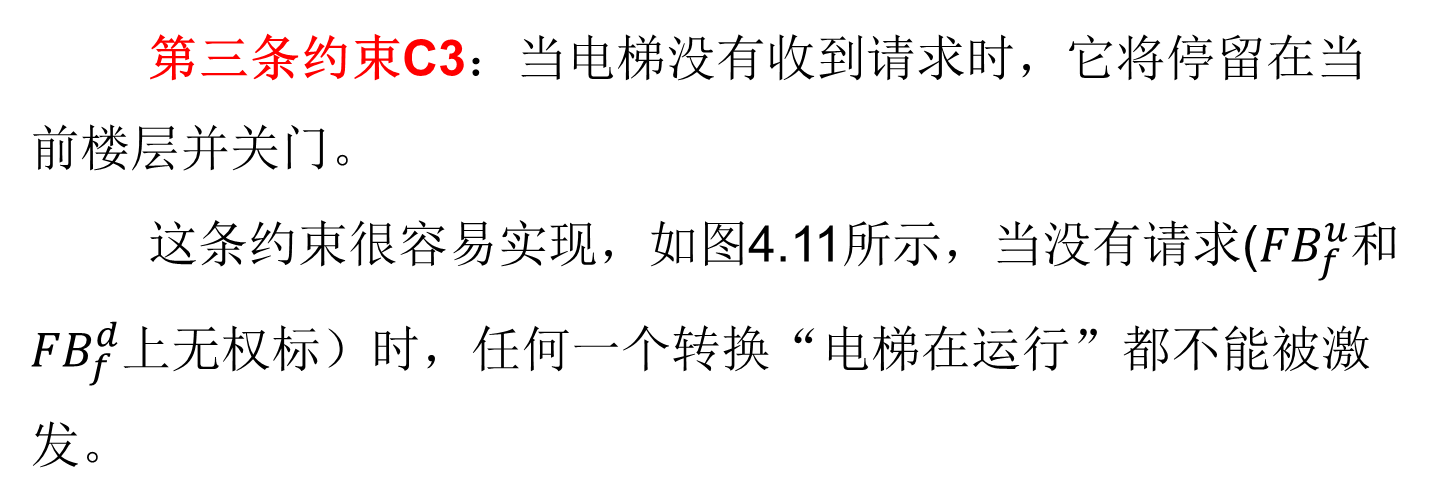 第三条约束C3：当电梯没有收到请求时，它将停留在当
前楼层并关门。
这条约束很容易实现，如图4.11所示，当没有请求($FB_f^u$和
$FB_f^d$上无权标）时，任何一个转换“电梯在运行”都不能被激
发。